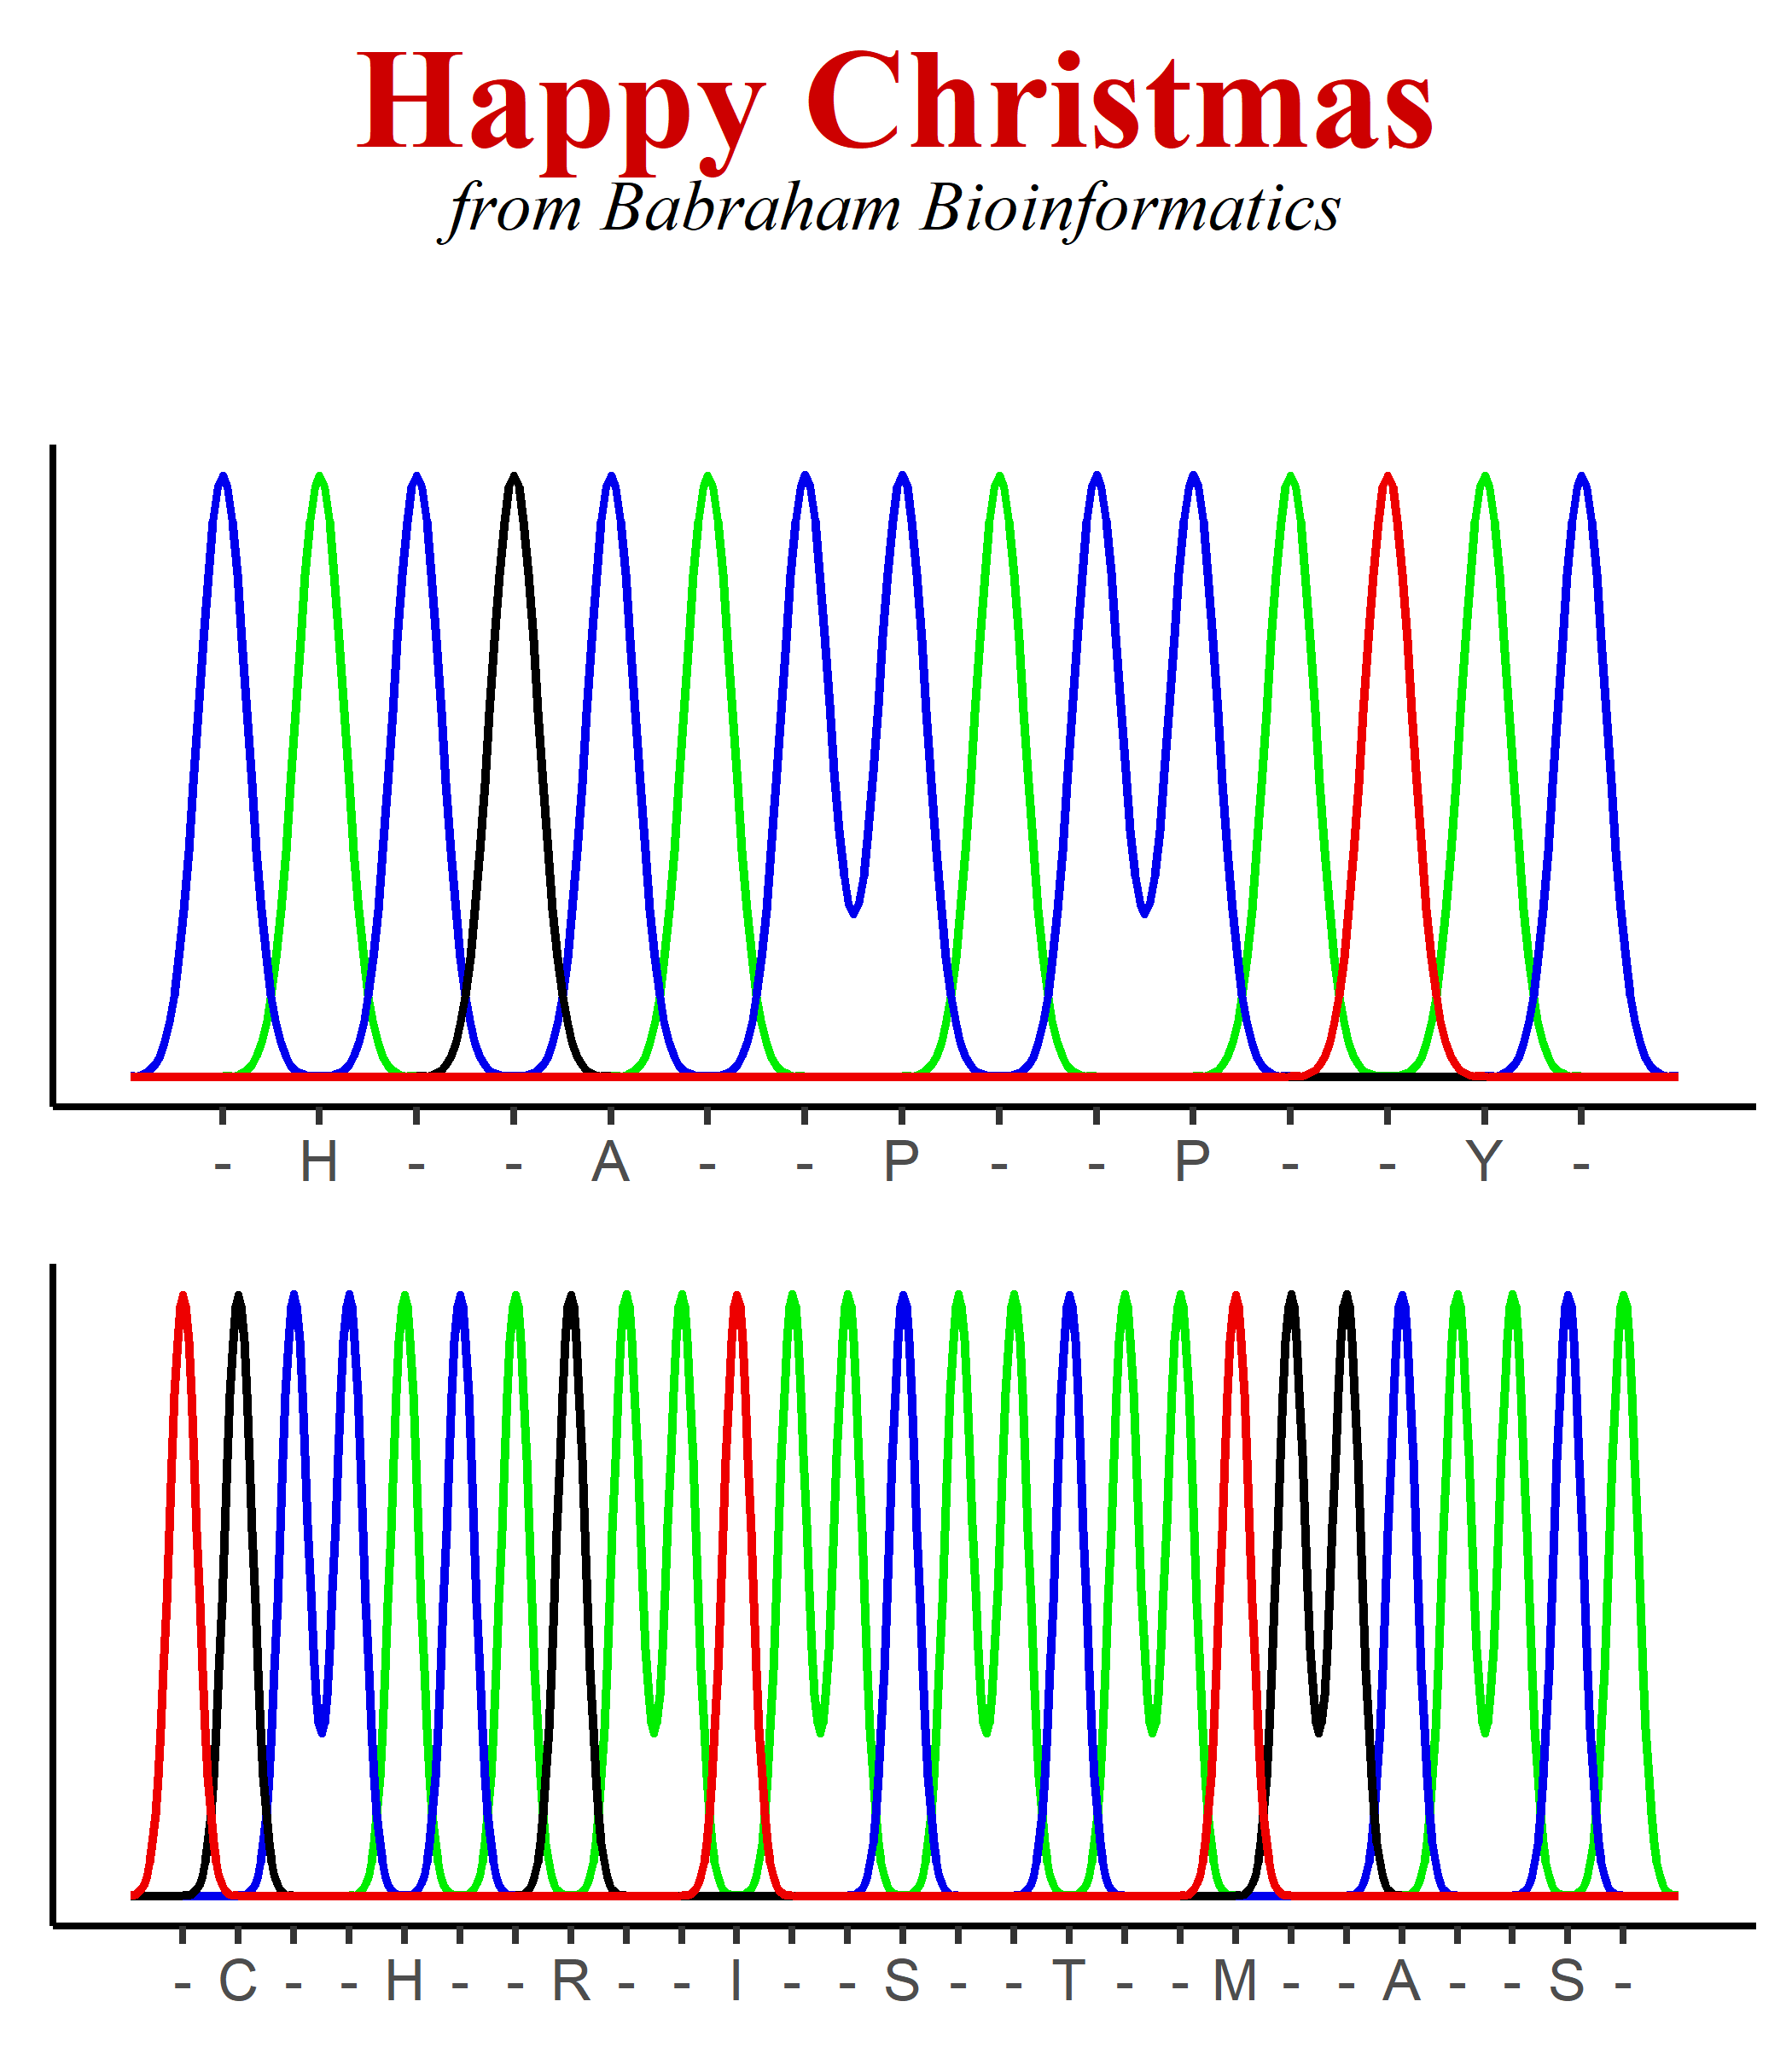 Happy Christmas
from Babraham Bioinformatics
- H - - A - - P - - P - - Y -
- C - - H - - R - - I - - S - - T - - M - - A - - S -